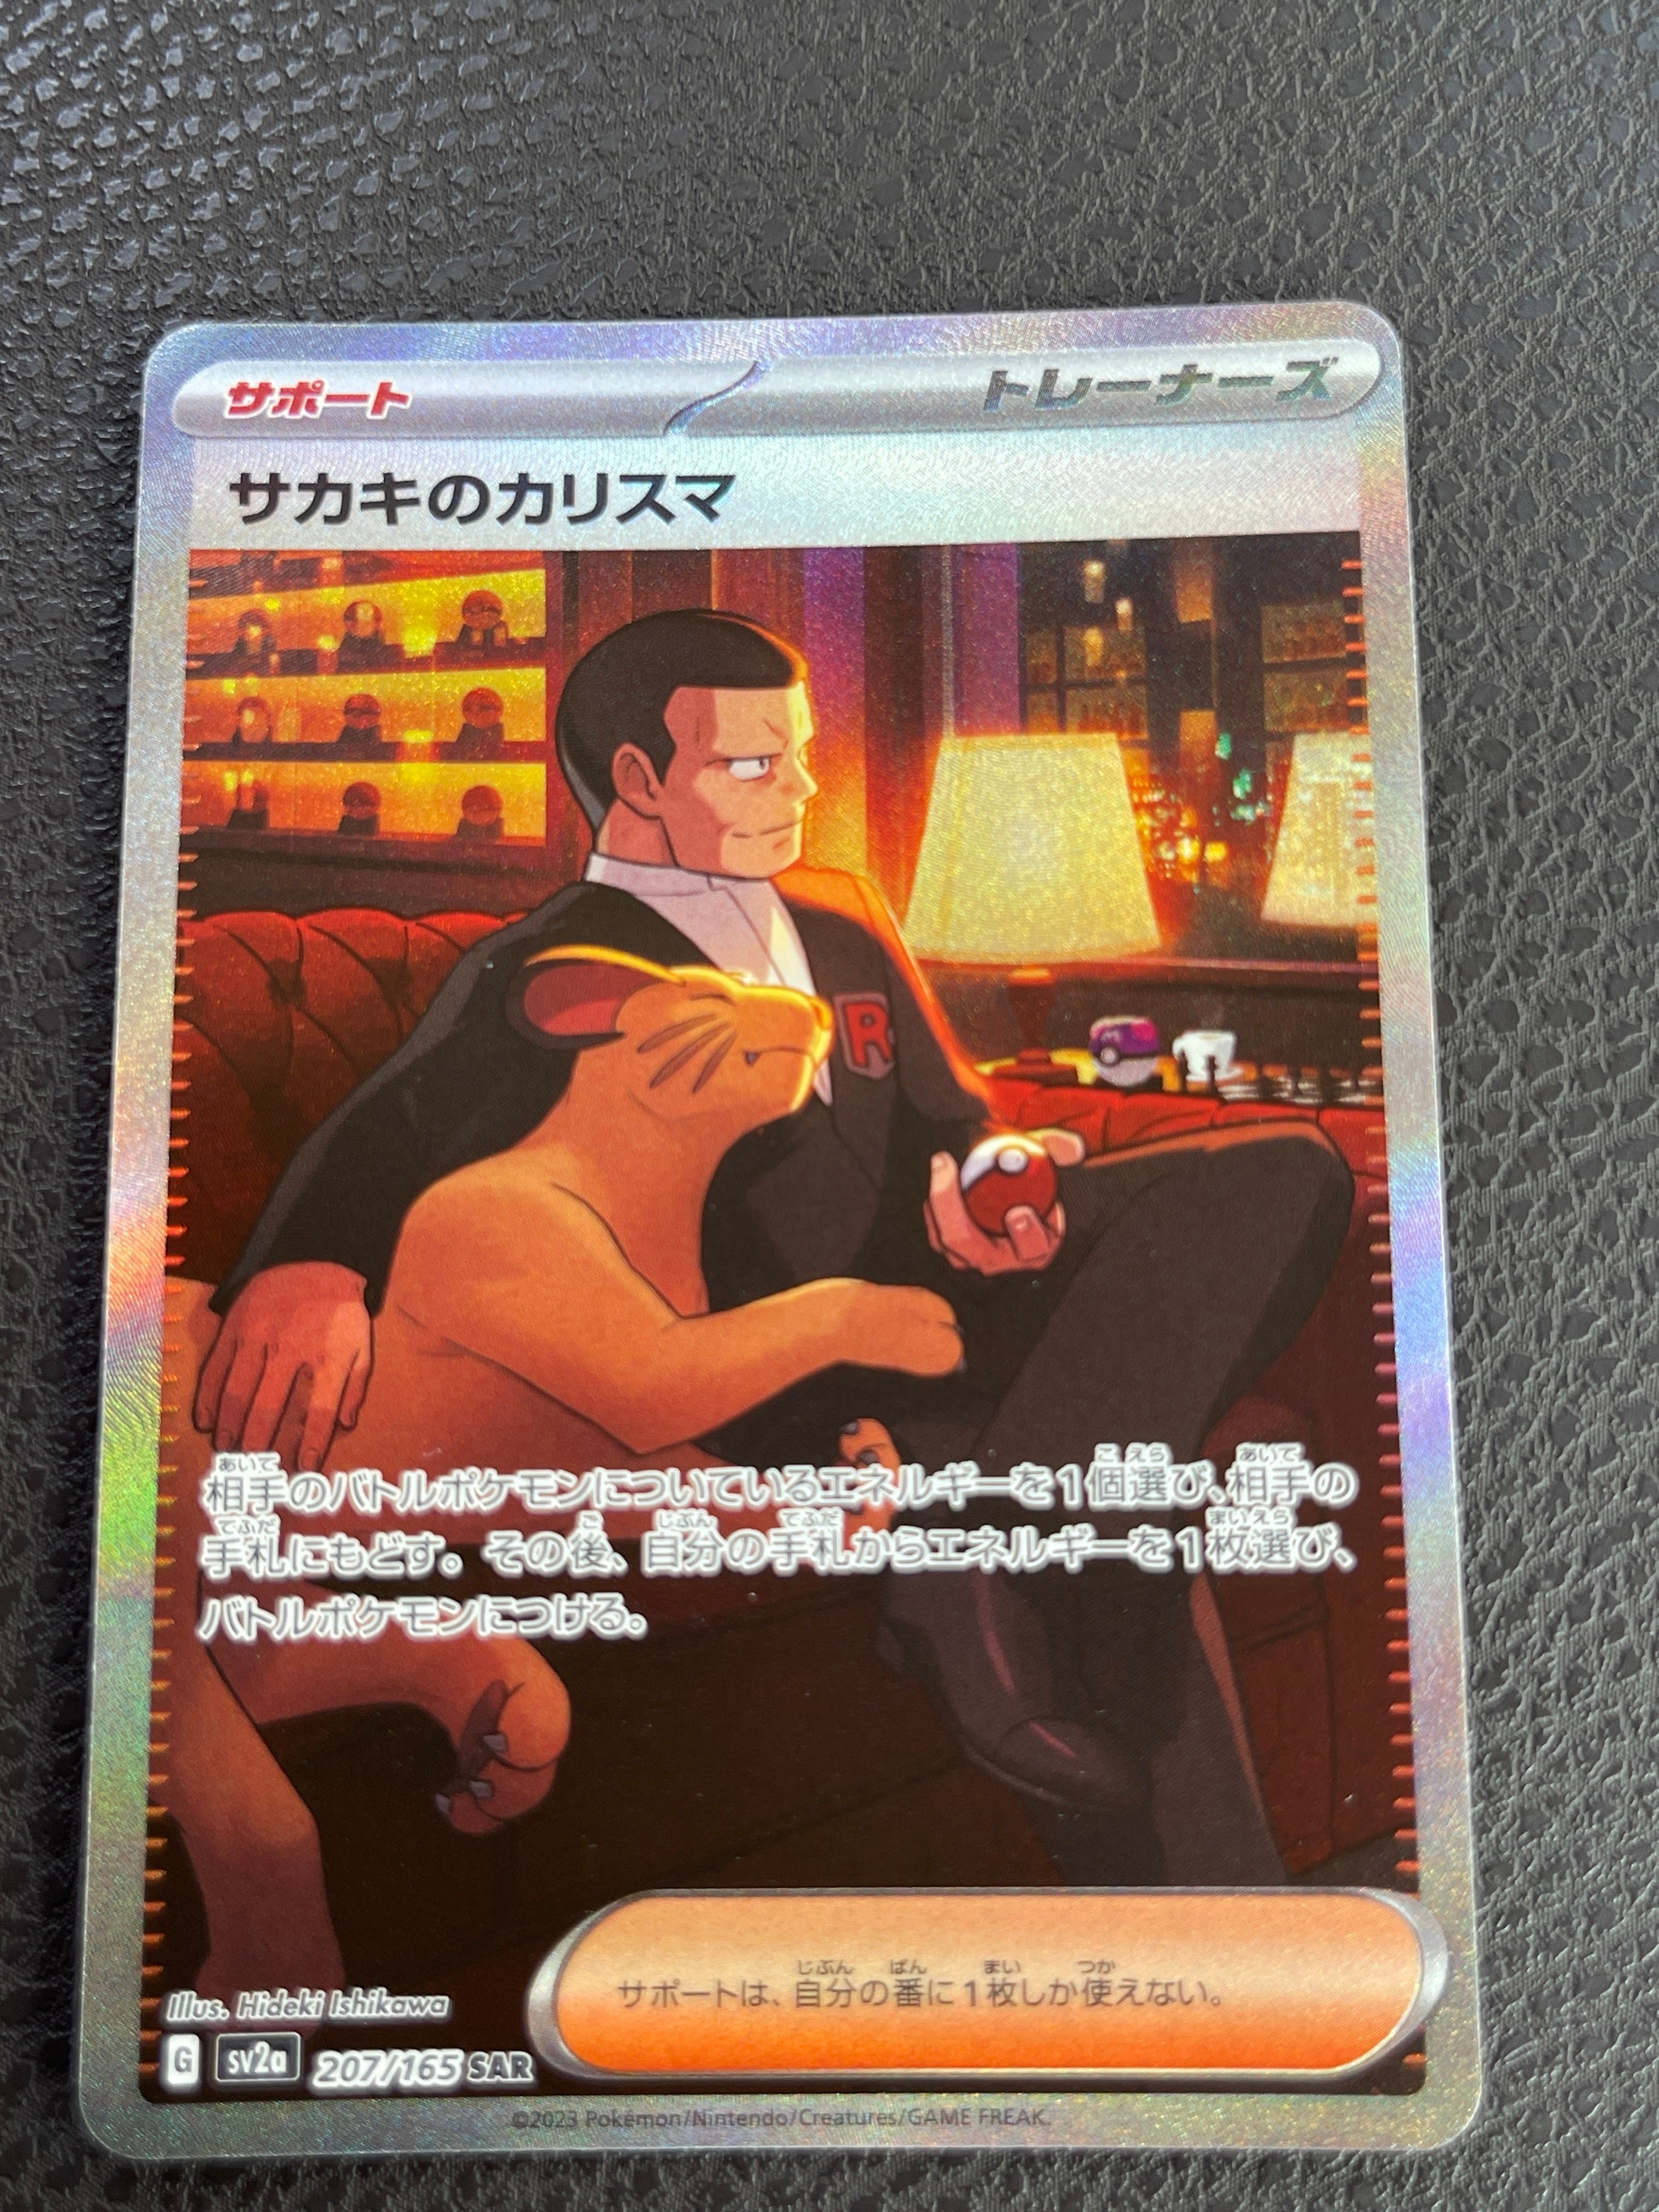 サポート
トレーナーズ
サカキのカリスマ
R
相手のバトルポケモンについているエネルギーを1個選び、相手の
手札にもどす。その後、自分の手札からエネルギーを1枚選び、
バトルポケモンにつける。
サポートは、自分の番に1枚しか使えない。
Illus. Hideki Ishikawa
G sv2a 207/165 SAR
©2023 Pokémon/Nintendo/Creatures/GAME FREAK.